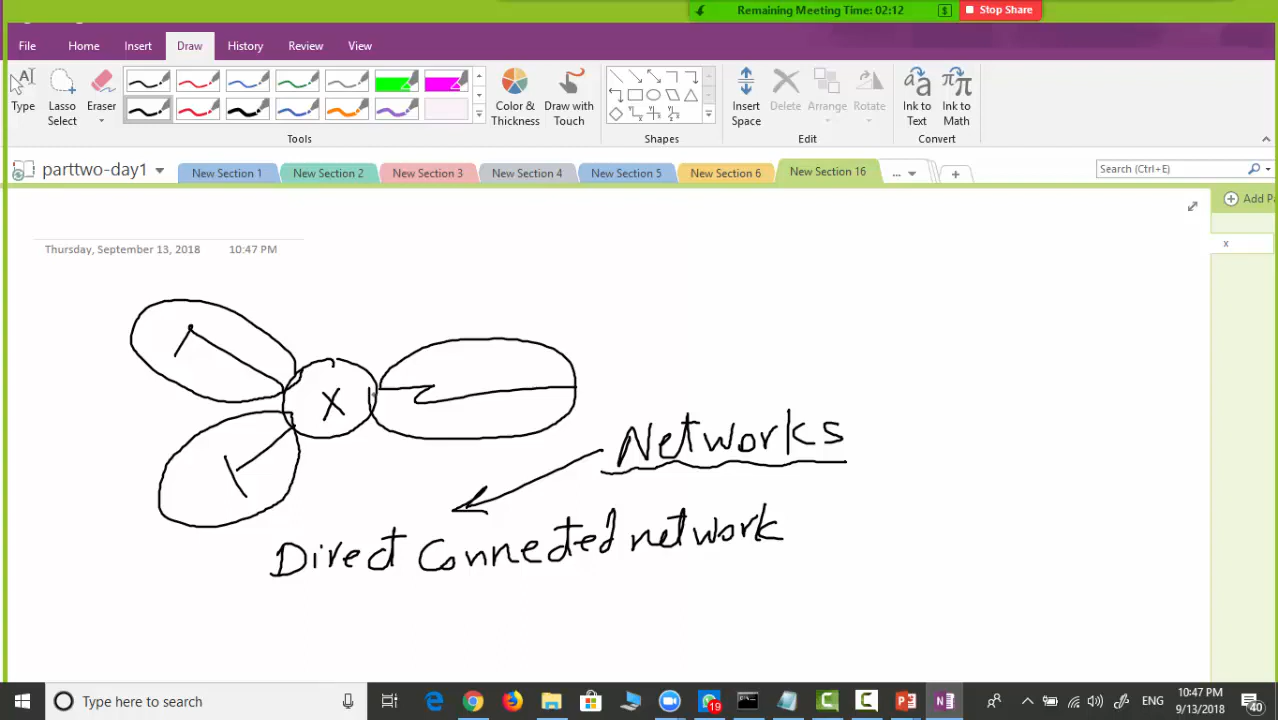 Remaining Meeting Time: 02:12 $ Stop Share
File Home Insert Draw History Review View
Type Lasso Select Eraser Color & Thickness Draw with Touch Insert Space Delete Arrange Rotate Ink to Text Ink to Math
Tools Shapes Edit Convert
parttwo-day1 New Section 1 New Section 2 New Section 3 New Section 4 New Section 5 New Section 6 New Section 16 ... Search (Ctrl+E)
Add Pa
x
Thursday, September 13, 2018 10:47 PM
X
Networks
Direct Connected network
Type here to search 19 ENG 10:47 PM
9/13/2018 40